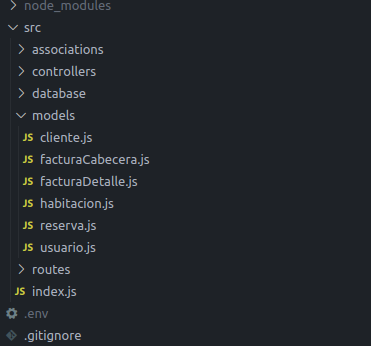 node_modules
src
associations
controllers
database
models
JS cliente.js
JS facturaCabecera.js
JS facturaDetalle.js
JS habitacion.js
JS reserva.js
JS usuario.js
routes
JS index.js
.env
.gitignore